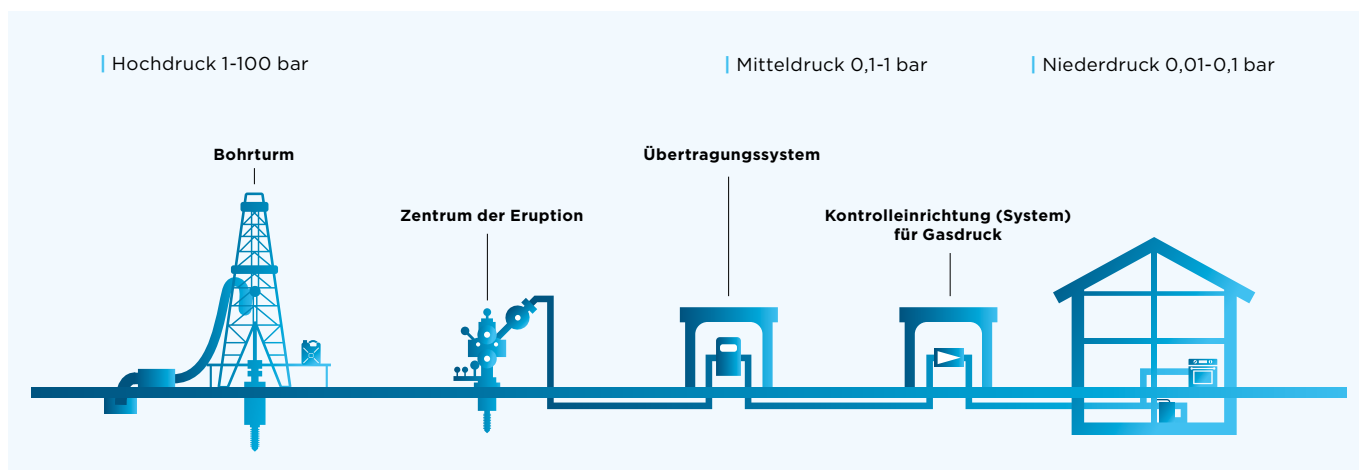 Hochdruck 1-100 bar
Mitteldruck 0,1-1 bar
Niederdruck 0,01-0,1 bar
Bohrturm
Übertragungssystem
Zentrum der Eruption
Kontrolleinrichtung (System)
für Gasdruck